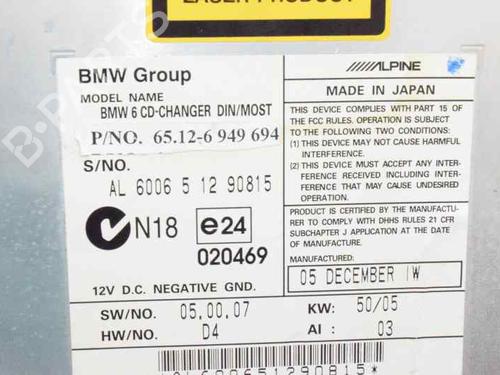 LASER PRODUCT
BMW Group
MODEL NAME
BMW 6 CD-CHANGER DIN/MOST
P/NO. 65.12-6 949 694
S/NO.
AL 6006 5 12 90815
N18
e24
020469
12V D.C. NEGATIVE GND.
SW/NO. 05,00,07
HW/NO. D4
ALPINE
MADE IN JAPAN
THIS DEVICE COMPLIES WITH PART 15 OF
THE FCC RULES. OPERATION IS SUBJECT
TO THE FOLLOWING TWO CONDITIONS:
(1) THIS DEVICE MAY NOT CAUSE HARMFUL
INTERFERENCE, AND
(2) THIS DEVICE MUST ACCEPT ANY INTER-
FERENCE RECEIVED INCLUDING INTER-
FERENCE THAT MAY CAUSE UNDESIRED
OPERATION.
PRODUCT IS CERTIFIED BY THE MANUFAC-
TURER TO COMPLY WITH DHHS RULES 21 CFR
SUBCHAPTER J APPLICATION AT THE DATE OF
MANUFACTURE.
05 DECEMBER IW
KW: 50/05
AI : 03
*AL600651290815*
B-Parts